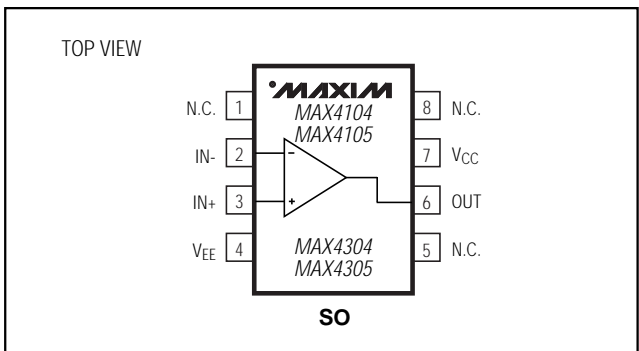 TOP VIEW
MAXIM
MAX4104
MAX4105
N.C. 1
8 N.C.
IN- 2
7 VCC
IN+ 3
6 OUT
VEE 4
5 N.C.
-
+
MAX4304
MAX4305
SO